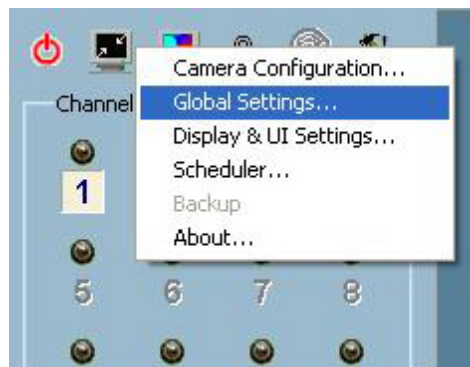 Camera Configuration...
Channel
Global Settings...
Display & UI Settings...
Scheduler...
1
Backup
About...
5 6 7 8